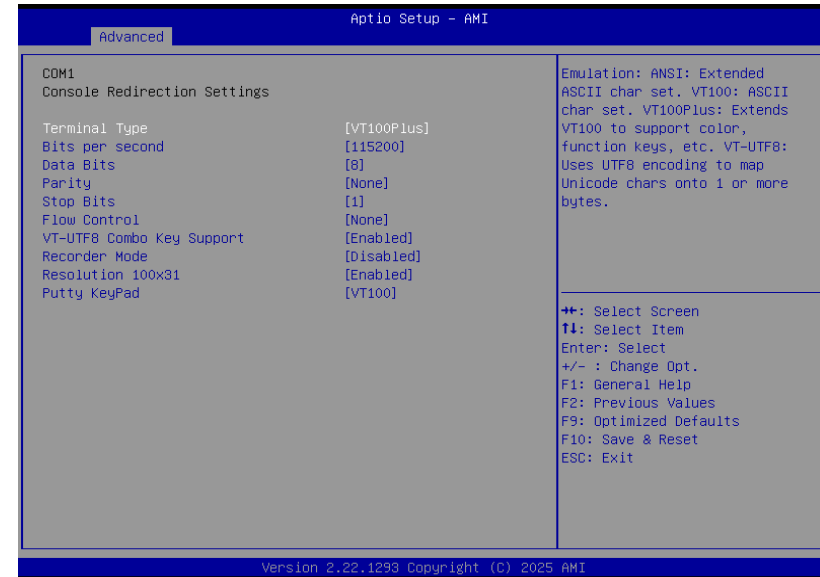 Aptio Setup – AMI
Advanced
COM1
Console Redirection Settings
Terminal Type [VT100Plus]
Bits per second [115200]
Data Bits [8]
Parity [None]
Stop Bits [1]
Flow Control [None]
VT-UTF8 Combo Key Support [Enabled]
Recorder Mode [Disabled]
Resolution 100x31 [Enabled]
Putty KeyPad [VT100]
Emulation: ANSI: Extended
ASCII char set. VT100: ASCII
char set. VT100Plus: Extends
VT100 to support color,
function keys, etc. VT-UTF8:
Uses UTF8 encoding to map
Unicode chars onto 1 or more
bytes.
→←: Select Screen
↑↓: Select Item
Enter: Select
+/- : Change Opt.
F1: General Help
F2: Previous Values
F9: Optimized Defaults
F10: Save & Reset
ESC: Exit
Version 2.22.1293 Copyright (C) 2025 AMI